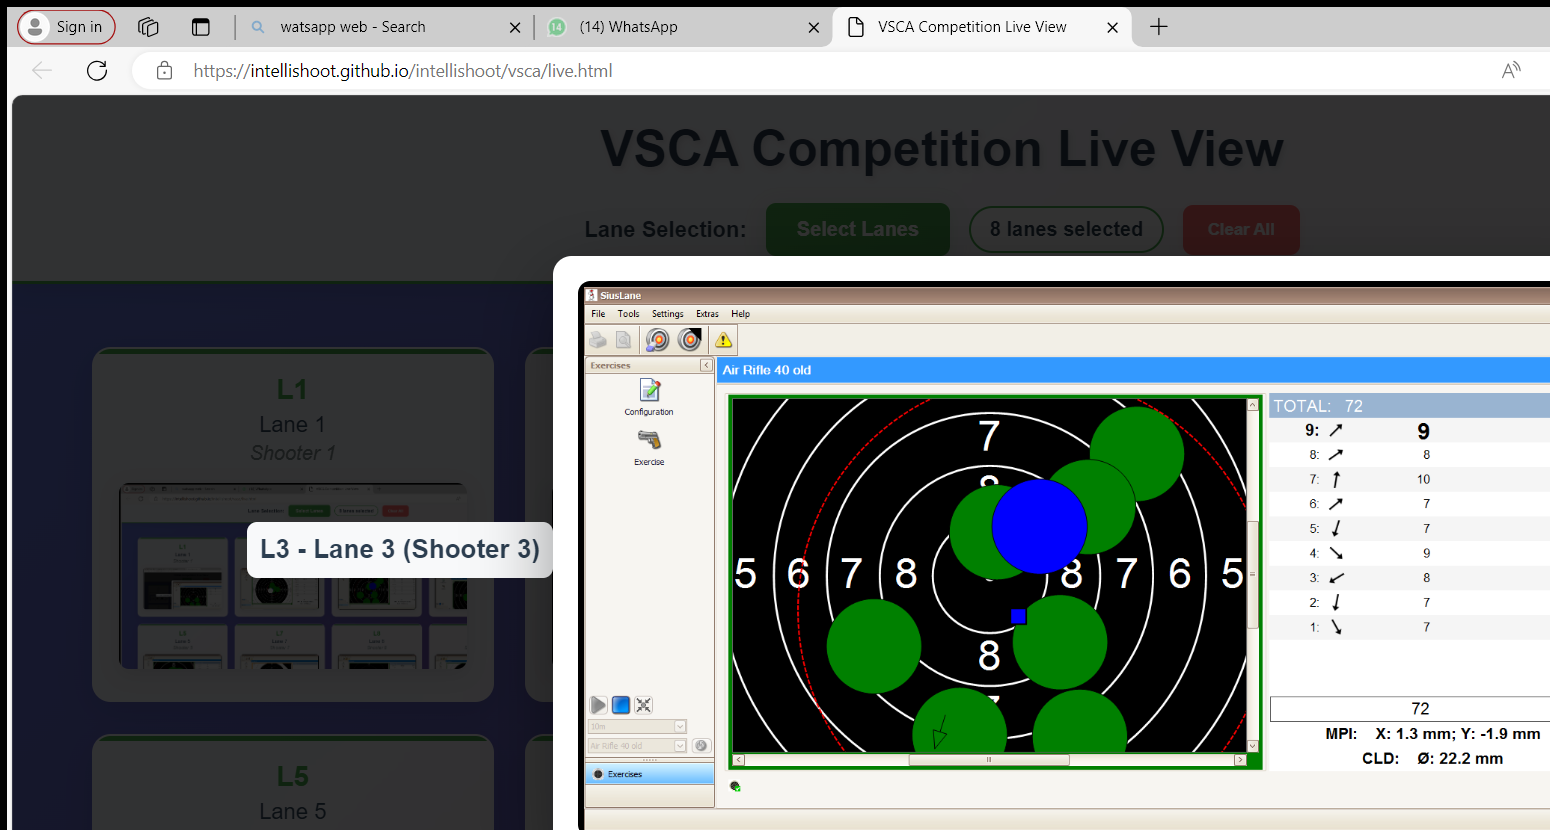 Sign in
watsapp web - Search
14
(14) WhatsApp
VSCA Competition Live View
https://intellishoot.github.io/intellishoot/vsca/live.html
VSCA Competition Live View
Lane Selection:
Select Lanes
8 lanes selected
Clear All
L1
Lane 1
Shooter 1
L3 - Lane 3 (Shooter 3)
L5
Lane 5
SiusLane
File Tools Settings Extras Help
Exercises
Configuration
Exercise
10m
Air Rifle 40 old
Exercises
Air Rifle 40 old
7
5 6 7 8 8 7 6 5
8
TOTAL: 72
9: 9
8: 8
7: 10
6: 7
5: 7
4: 9
3: 8
2: 7
1: 7
72
MPI: X: 1.3 mm; Y: -1.9 mm
CLD: Ø: 22.2 mm